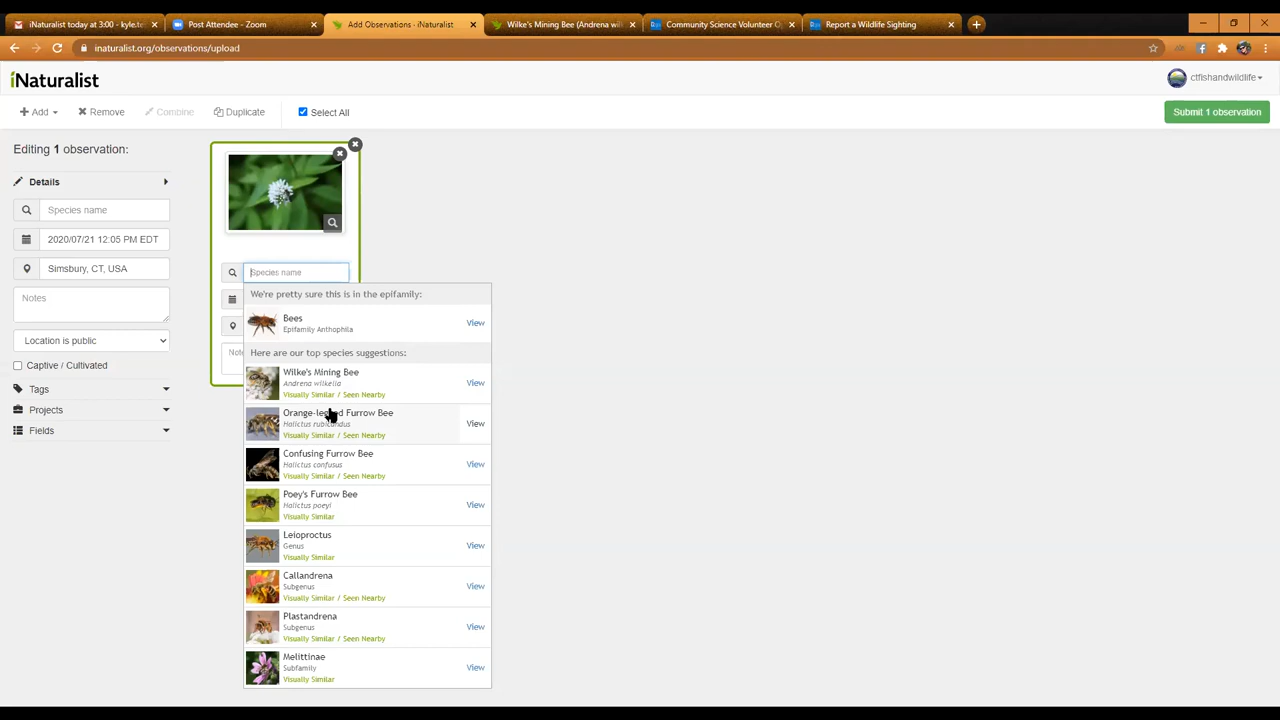 iNaturalist today at 3:00 - kyle.te
Post Attendee - Zoom
Add Observations - iNaturalist
Wilke's Mining Bee (Andrena wil
Community Science Volunteer O
Report a Wildlife Sighting
inaturalist.org/observations/upload
iNaturalist
ctfishandwildlife
Add
Remove
Combine
Duplicate
Select All
Submit 1 observation
Editing 1 observation:
Details
Species name
2020/07/21 12:05 PM EDT
Simsbury, CT, USA
Notes
Location is public
Captive / Cultivated
Tags
Projects
Fields
Species name
We're pretty sure this is in the epifamily:
Bees
Epifamily Anthophila
View
Here are our top species suggestions:
Wilke's Mining Bee
Andrena wilkella
Visually Similar / Seen Nearby
View
Furrow Bee
Halictus rubicundus
Visually Similar / Seen Nearby
View
Confusing Furrow Bee
Halictus confusus
Visually Similar / Seen Nearby
View
Poey's Furrow Bee
Halictus poeyi
Visually Similar
View
Leioproctus
Genus
Visually Similar
View
Callandrena
Subgenus
Visually Similar / Seen Nearby
View
Plastandrena
Subgenus
Visually Similar / Seen Nearby
View
Melittinae
Subfamily
Visually Similar
View